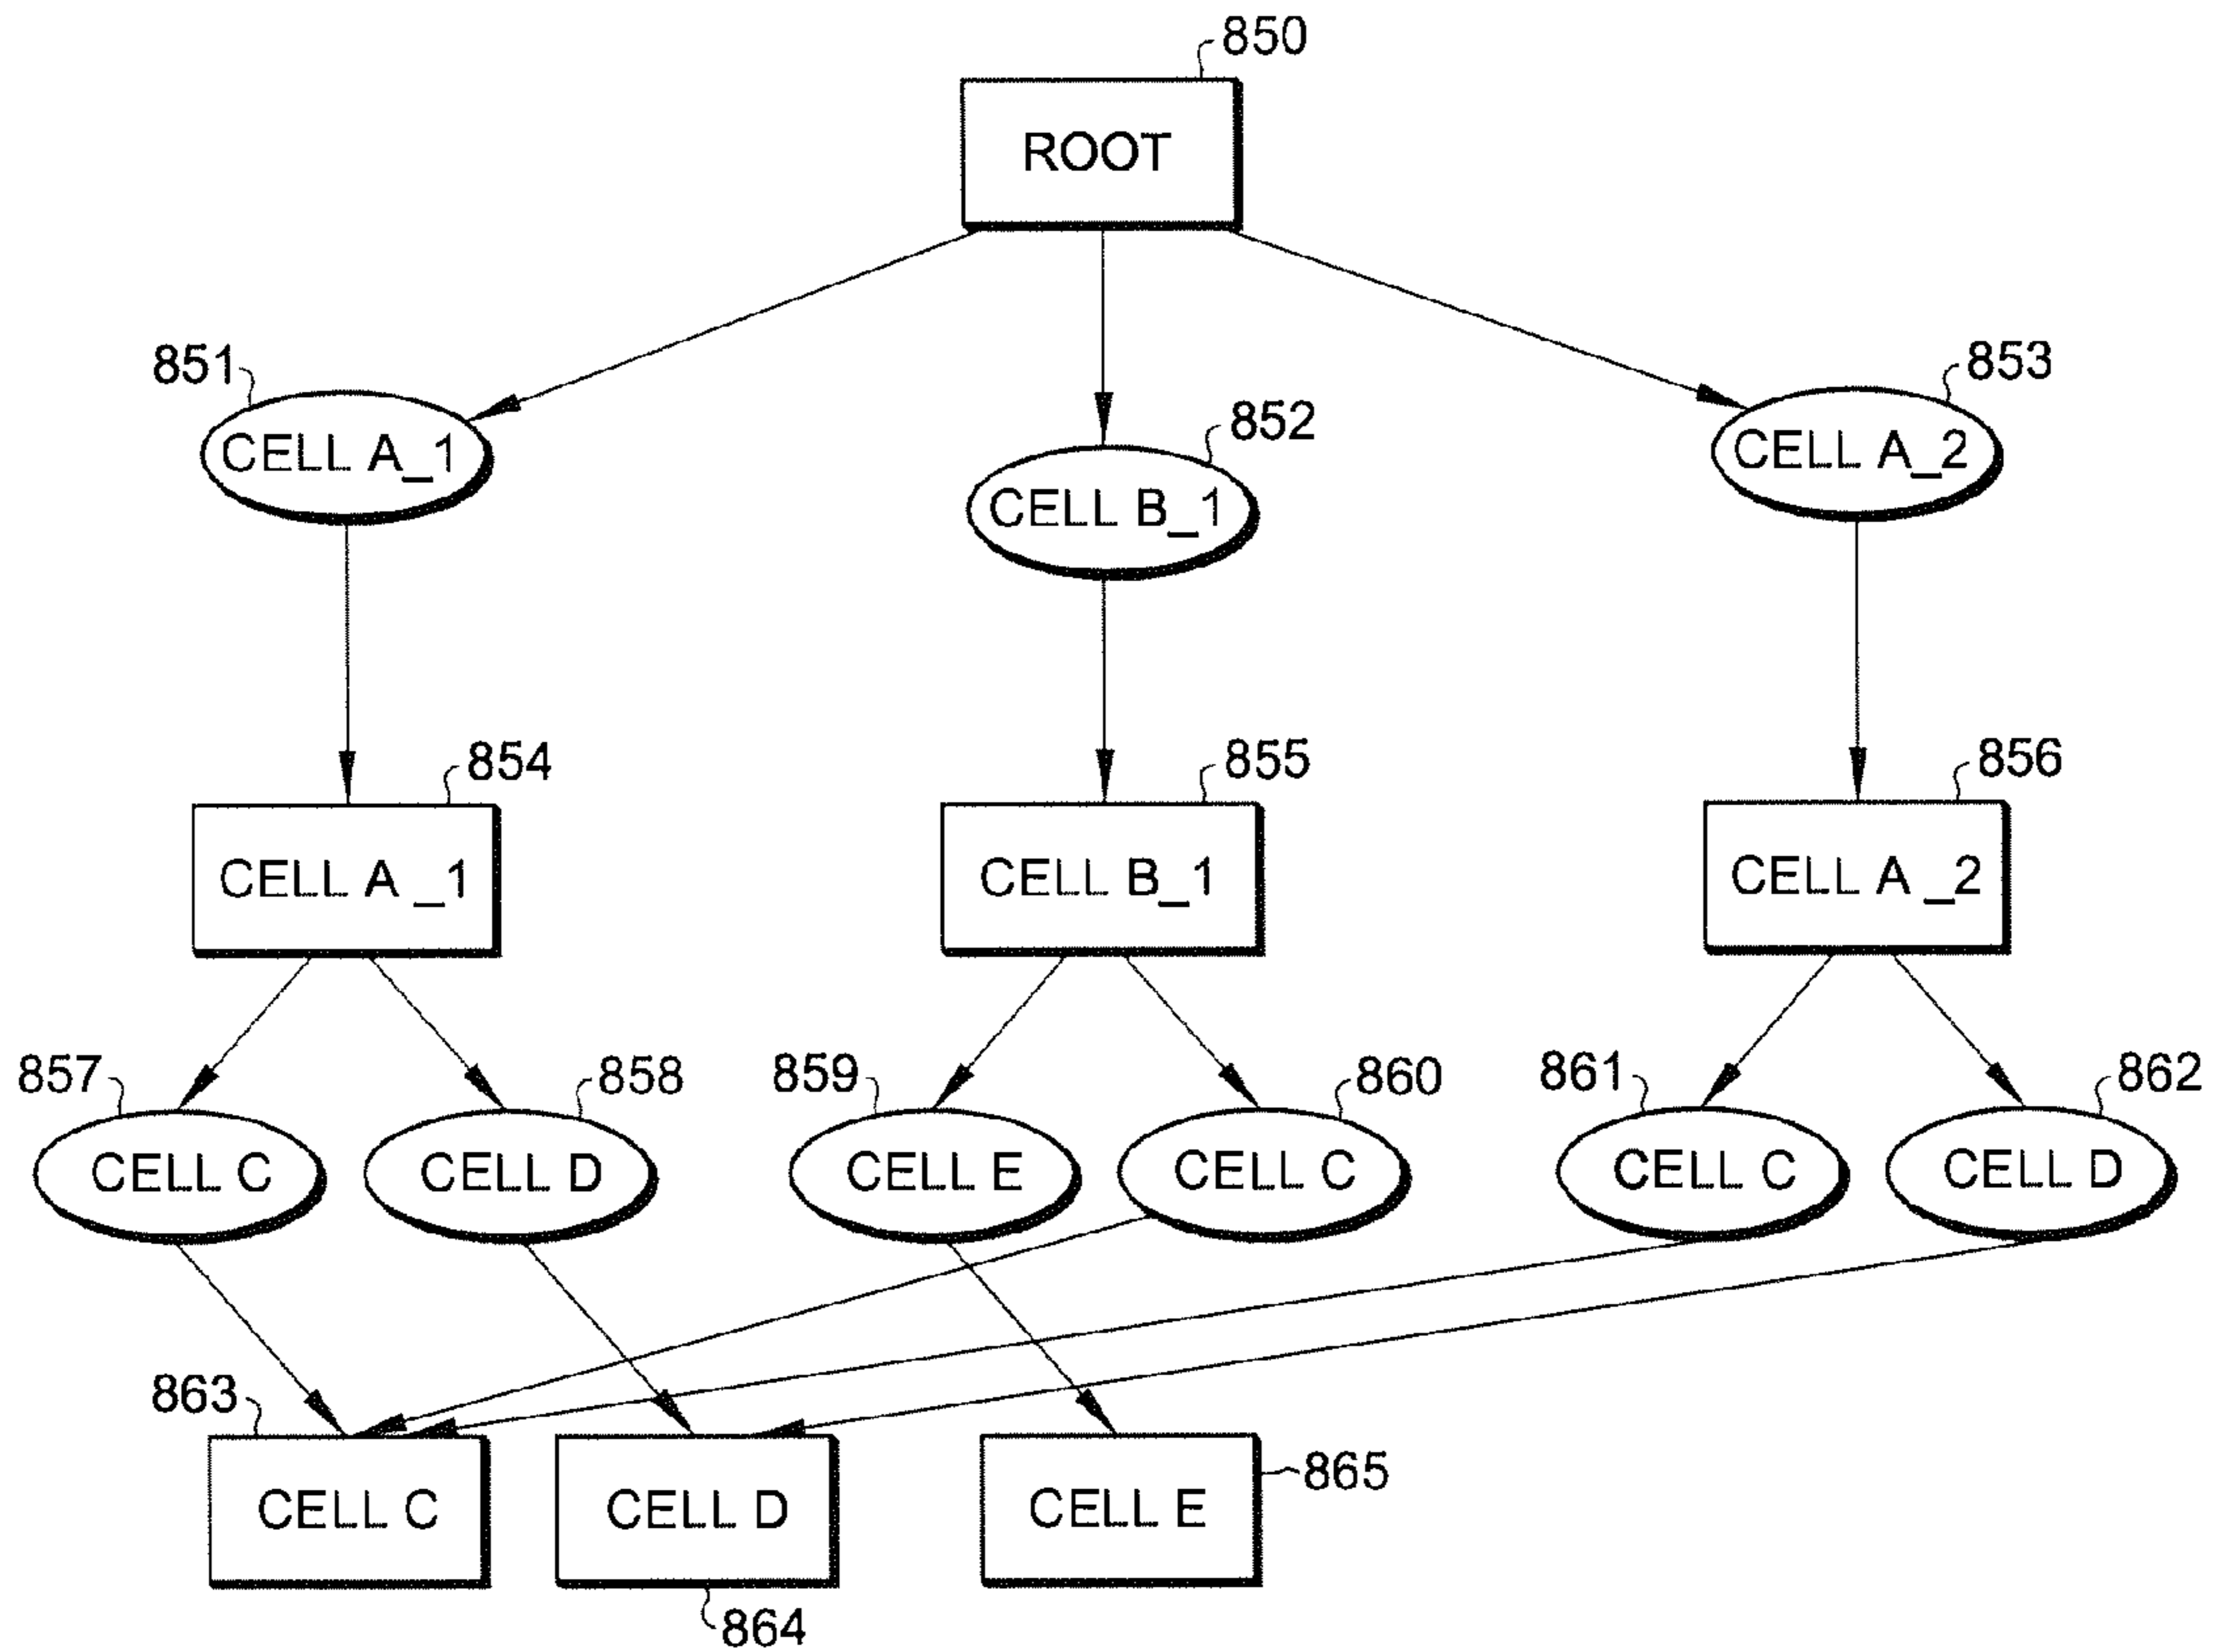 850
ROOT
851
853
852
CELL A_1
CELL A_2
CELL B_1
854
855
856
CELL A _1
CELL B_1
CELL A _2
857
858
859
860
861
862
CELL C
CELL D
CELL E
CELL C
CELL C
CELL D
863
865
CELL C
CELL D
CELL E
864